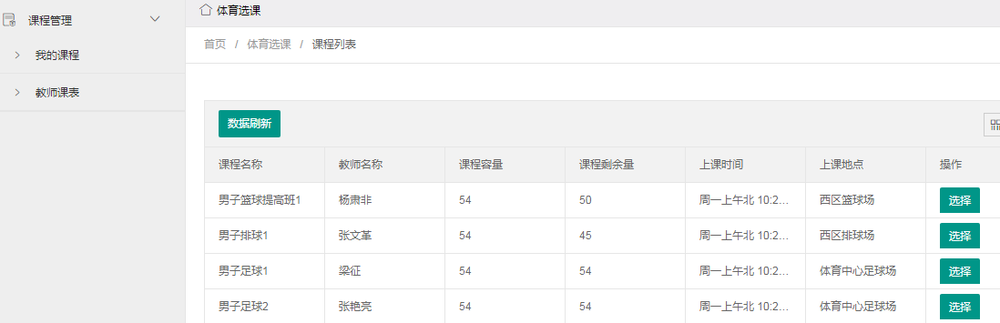 课程管理
我的课程
教师课表
体育选课
首页 / 体育选课 / 课程列表
数据刷新
课程名称 教师名称 课程容量 课程剩余量 上课时间 上课地点 操作
男子篮球提高班1 杨肃非 54 50 周一上午北 10:2... 西区篮球场 选择
男子排球1 张文革 54 45 周一上午北 10:2... 西区排球场 选择
男子足球1 梁征 54 54 周一上午北 10:2... 体育中心足球场 选择
男子足球2 张艳亮 54 54 周一上午北 10:2... 体育中心足球场 选择